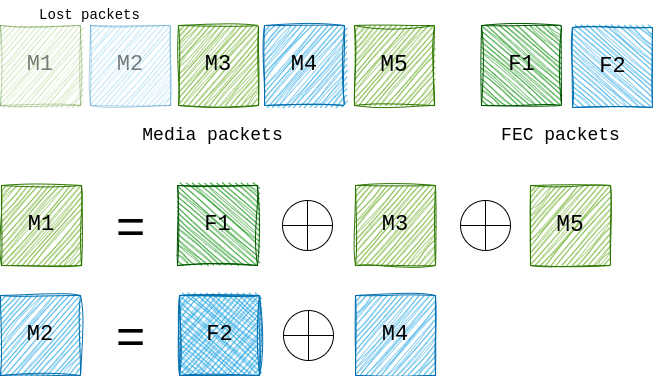 Lost packets
M1 M2 M3 M4 M5 F1 F2
Media packets FEC packets
M1 = F1 ⊕ M3 ⊕ M5
M2 = F2 ⊕ M4